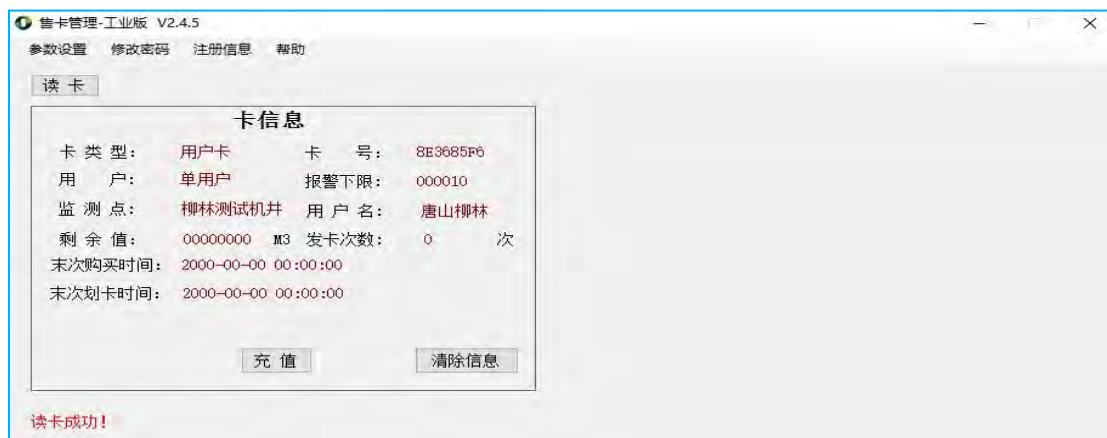 售卡管理-工业版 V2.4.5
参数设置 修改密码 注册信息 帮助
读 卡
卡信息
卡 类 型： 用户卡 卡 号： 8E3685F6
用 户： 单用户 报警下限： 000010
监 测 点： 柳林测试机井 用 户 名： 唐山柳林
剩 余 值： 00000000 M3 发卡次数： 0 次
末次购买时间： 2000-00-00 00:00:00
末次划卡时间： 2000-00-00 00:00:00
充 值 清除信息
读卡成功！